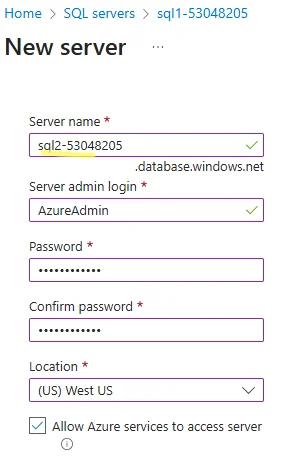 Home > SQL servers > sql1-53048205
New server ...
Server name *
sql2-53048205
.database.windows.net
Server admin login *
AzureAdmin
Password *
••••••••••••
Confirm password *
••••••••••••
Location *
(US) West US
Allow Azure services to access server